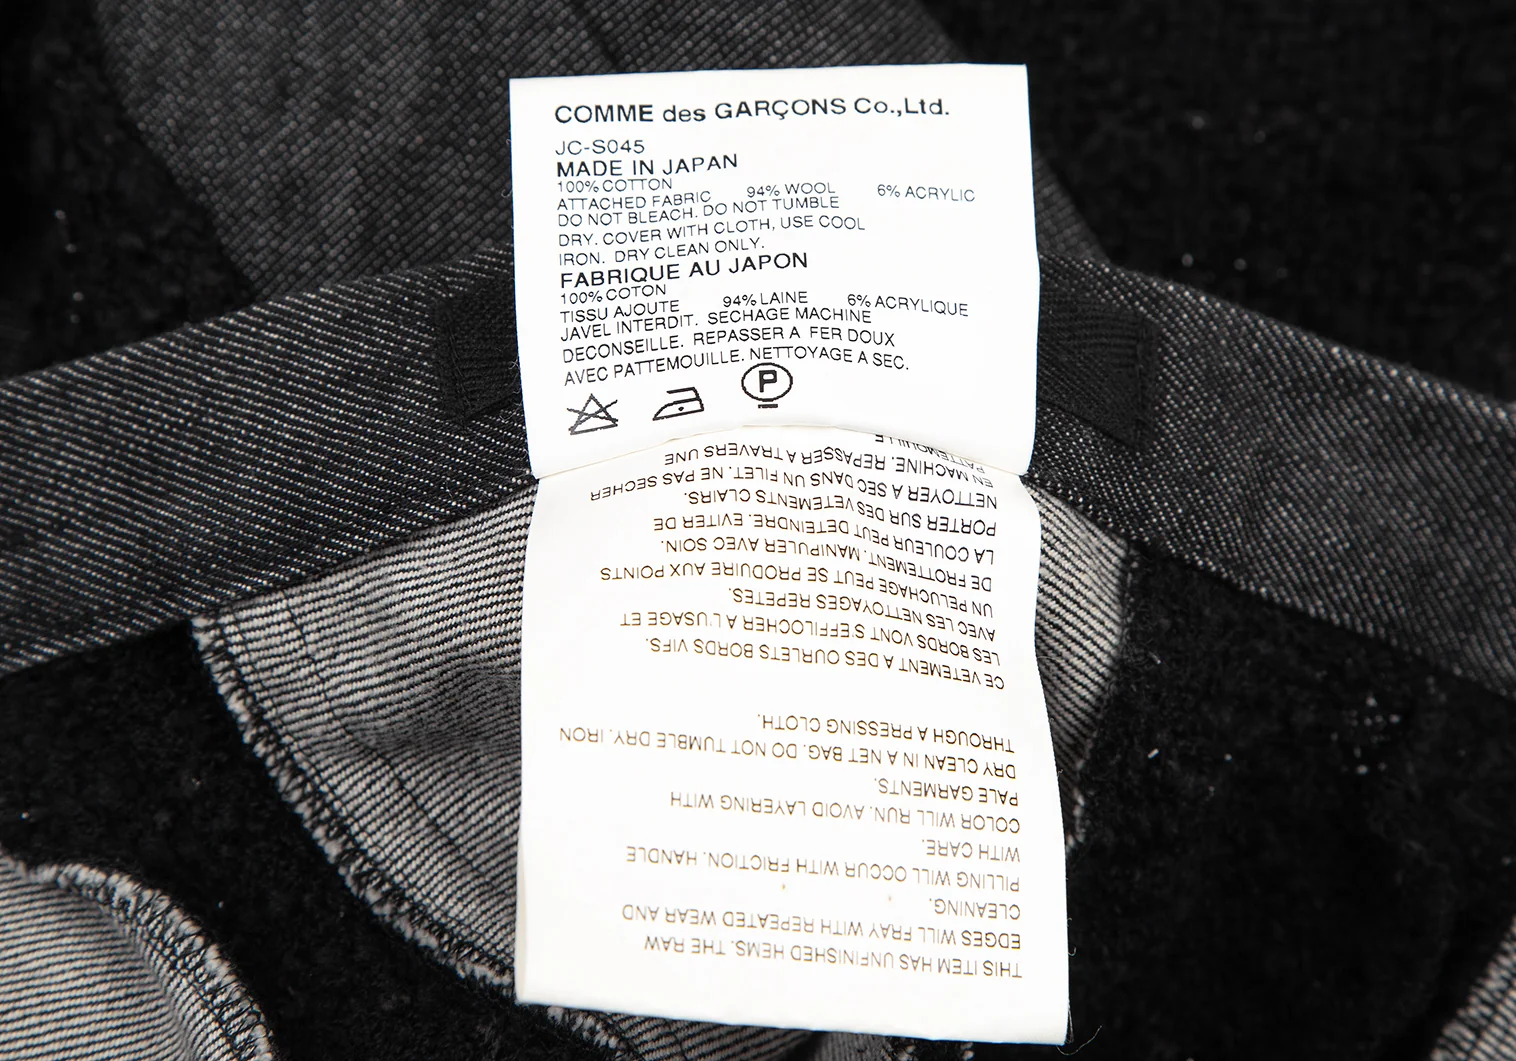 COMME des GARÇONS Co.,Ltd.
JC-S045
MADE IN JAPAN
100% COTTON
ATTACHED FABRIC 94% WOOL 6% ACRYLIC
DO NOT BLEACH. DO NOT TUMBLE
DRY. COVER WITH CLOTH, USE COOL
IRON. DRY CLEAN ONLY.
FABRIQUE AU JAPON
100% COTON
TISSU AJOUTE 94% LAINE 6% ACRYLIQUE
JAVEL INTERDIT. SECHAGE MACHINE
DECONSEILLE. REPASSER A FER DOUX
AVEC PATTEMOUILLE. NETTOYAGE A SEC.
P
THIS ITEM HAS UNFINISHED HEMS. THE RAW
EDGES WILL FRAY WITH REPEATED WEAR AND
CLEANING.
PILLING WILL OCCUR WITH FRICTION. HANDLE
WITH CARE.
COLOR WILL RUN. AVOID LAYERING WITH
PALE GARMENTS.
DRY CLEAN IN A NET BAG. DO NOT TUMBLE DRY. IRON
THROUGH A PRESSING CLOTH.
CE VETEMENT A DES OURLETS BORDS VIFS.
LES BORDS VONT S'EFFILOCHER A L'USAGE ET
AVEC LES NETTOYAGES REPETES.
UN PELUCHAGE PEUT SE PRODUIRE AUX POINTS
DE FROTTEMENT. MANIPULER AVEC SOIN.
LA COULEUR PEUT DETEINDRE. EVITER DE
PORTER SUR DES VETEMENTS CLAIRS.
NETTOYER A SEC DANS UN FILET. NE PAS SECHER
EN MACHINE. REPASSER A TRAVERS UNE
PATTEMOUILLE